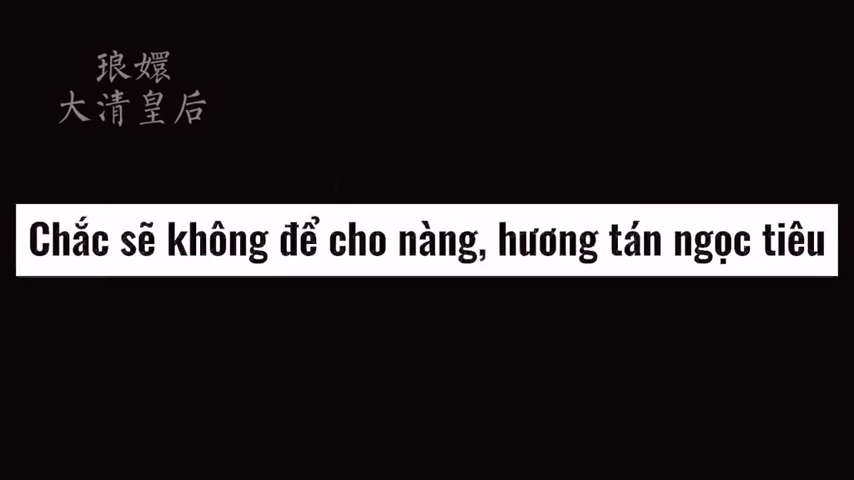 琅嬛
大清皇后
Chắc sẽ không để cho nàng, hương tán ngọc tiêu